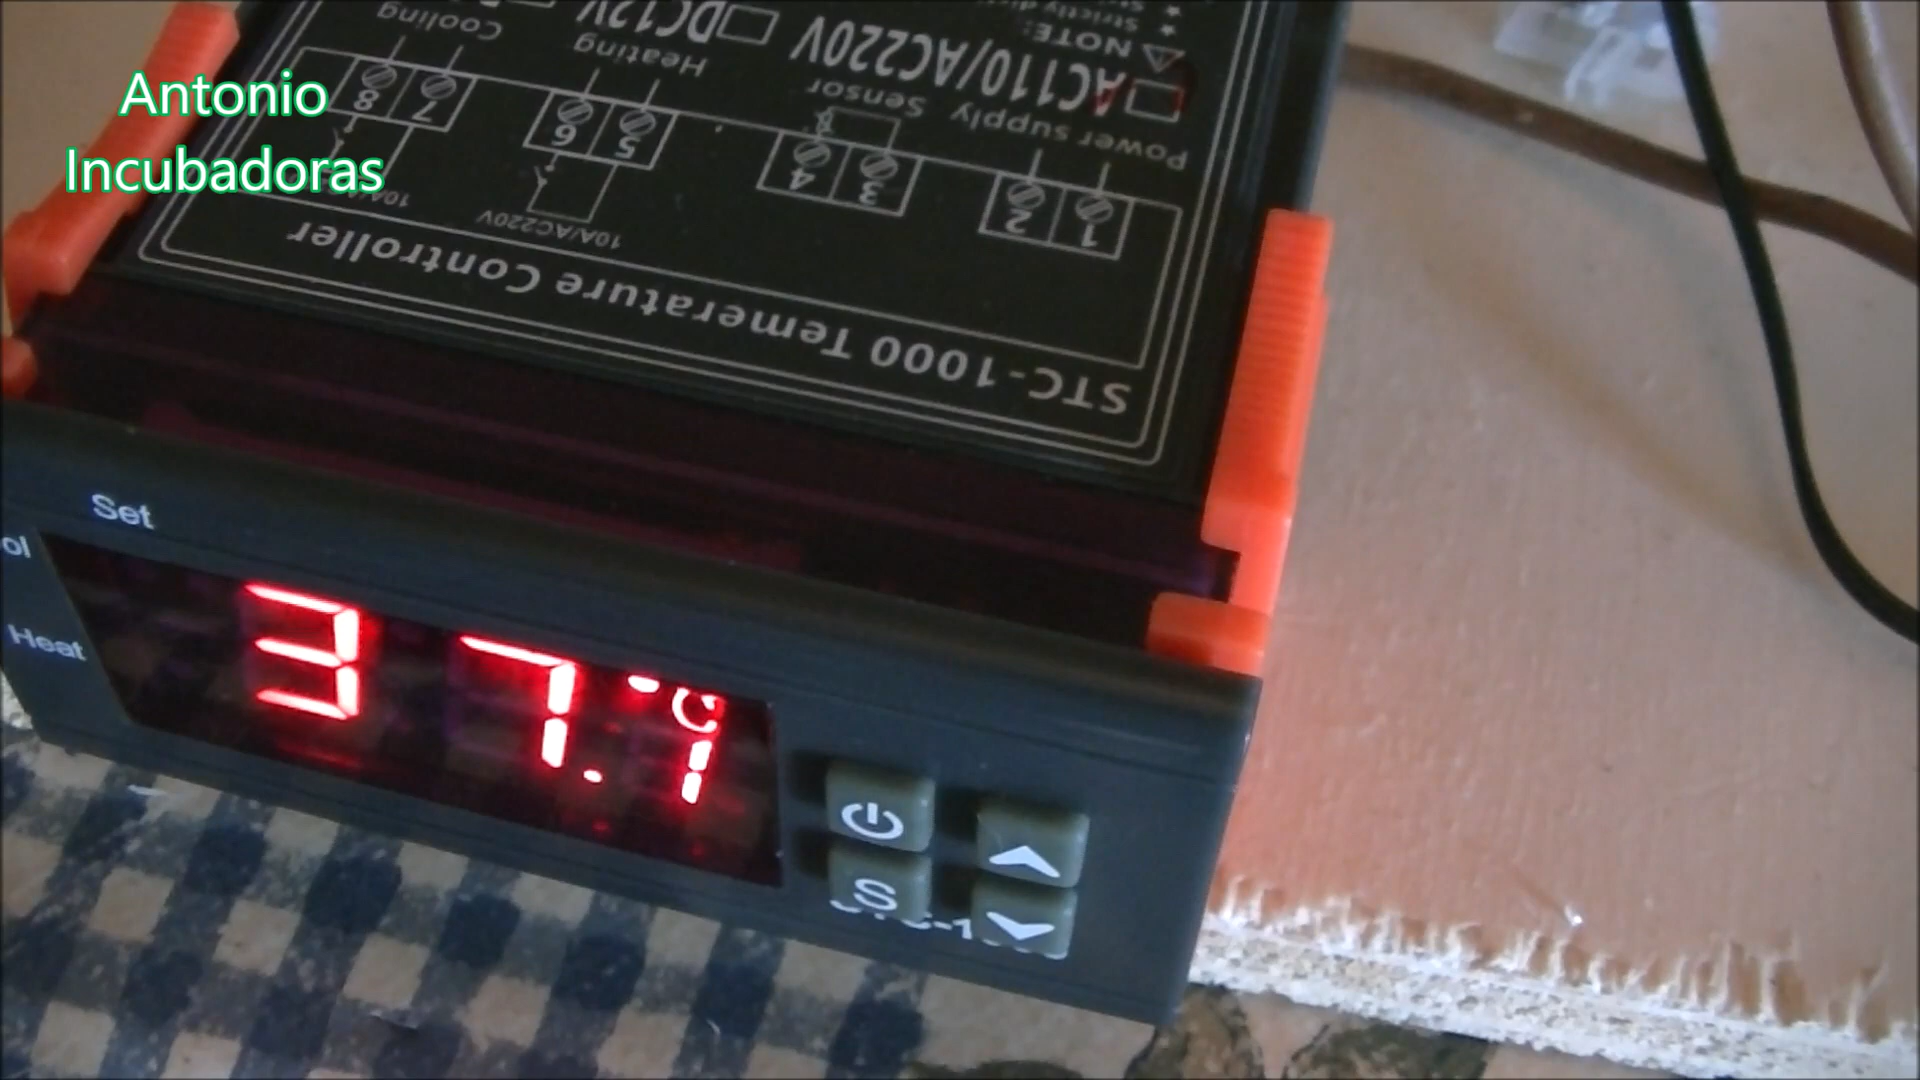 Antonio
Incubadoras
STC-1000 Temerature Controller
10A/AC220V
1 2 3 4 5 6 7 8
Power supply
Sensor
Heating
Cooling
AC110/AC220V
DC12V
NOTE:
Set
Heat
37.1
°C
S